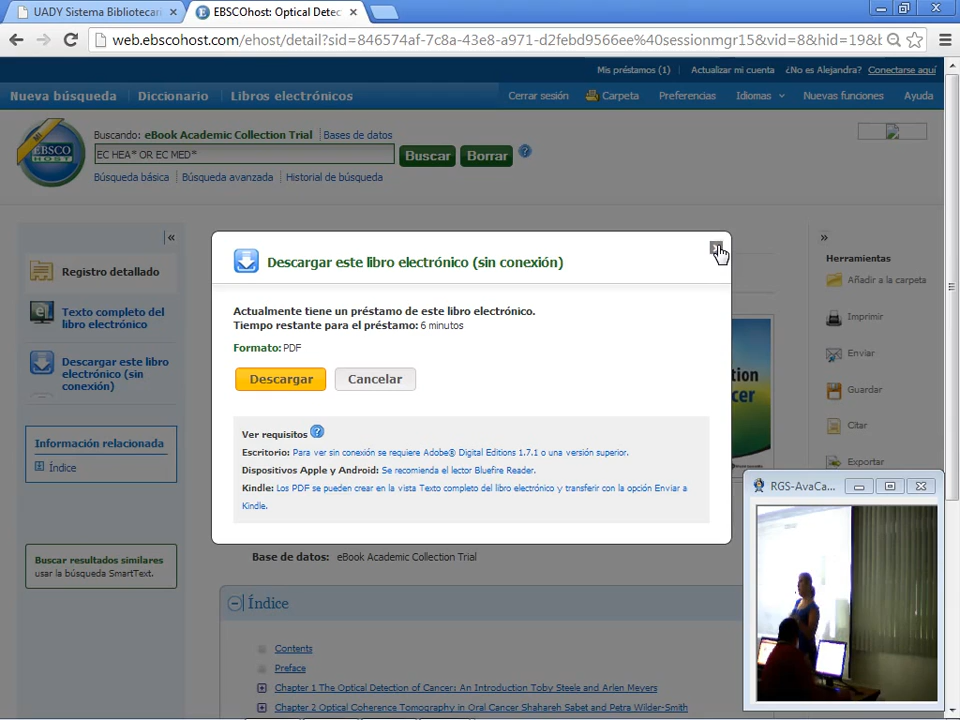 UADY Sistema Bibliotecari
EBSCOhost: Optical Detec
web.ebscohost.com/ehost/detail?sid=846574af-7c8a-43e8-a971-d2febd9566ee%40sessionmgr15&vid=8&hid=19&b
Mis préstamos (1) Actualizar mi cuenta ¿No es Alejandra? Conectarse aquí
Nueva búsqueda Diccionario Libros electrónicos Cerrar sesión Carpeta Preferencias Idiomas Nuevas funciones Ayuda
Buscando: eBook Academic Collection Trial Bases de datos
EBSCO
HOST
EC HEA* OR EC MED* Buscar Borrar ?
Búsqueda básica Búsqueda avanzada Historial de búsqueda
«
»
Registro detallado
Texto completo del
libro electrónico
Descargar este libro
electrónico (sin
conexión)
Información relacionada
Índice
Buscar resultados similares
usar la búsqueda SmartText.
Descargar este libro electrónico (sin conexión)
Actualmente tiene un préstamo de este libro electrónico.
Tiempo restante para el préstamo: 6 minutos
Formato: PDF
Descargar Cancelar
Ver requisitos ?
Escritorio: Para ver sin conexión se requiere Adobe® Digital Editions 1.7.1 o una versión superior.
Dispositivos Apple y Android: Se recomienda el lector Bluefire Reader.
Kindle: Los PDF se pueden crear en la vista Texto completo del libro electrónico y transferir con la opción Enviar a
Kindle.
Base de datos: eBook Academic Collection Trial
Índice
Contents
Preface
Chapter 1 The Optical Detection of Cancer: An Introduction Toby Steele and Arlen Meyers
Chapter 2 Optical Coherence Tomography in Oral Cancer Shahareh Sabet and Petra Wilder-Smith
Herramientas
Añadir a la carpeta
Imprimir
Enviar
Guardar
Citar
Exportar
tion
cer
RGS-AvaCa...